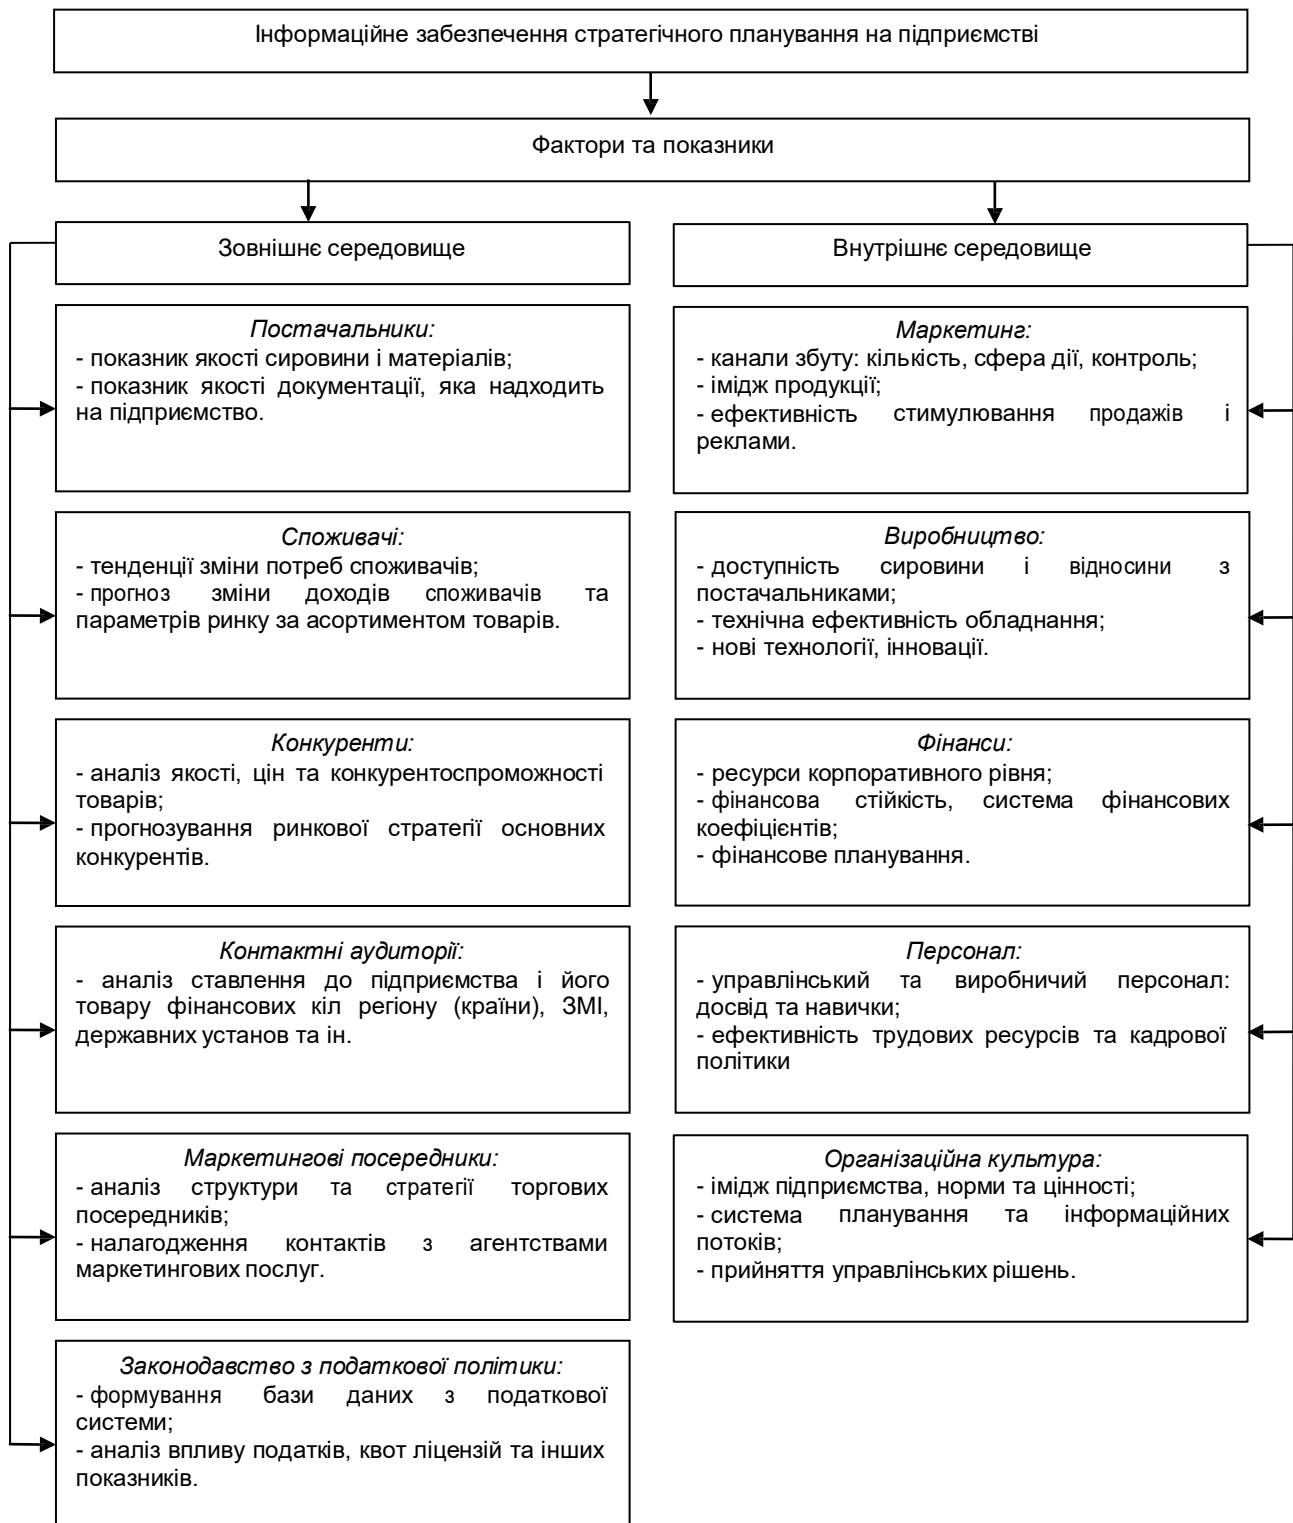 Інформаційне забезпечення стратегічного планування на підприємстві
Фактори та показники
Зовнішнє середовище
Постачальники:
- показник якості сировини і матеріалів;
- показник якості документації, яка надходить
на підприємство.
Споживачі:
- тенденції зміни потреб споживачів;
- прогноз зміни доходів споживачів та
параметрів ринку за асортиментом товарів.
Конкуренти:
- аналіз якості, цін та конкурентоспроможності
товарів;
- прогнозування ринкової стратегії основних
конкурентів.
Контактні аудиторії:
- аналіз ставлення до підприємства і його
товару фінансових кіл регіону (країни), ЗМІ,
державних установ та ін.
Маркетингові посередники:
- аналіз структури та стратегії торгових
посередників;
- налагодження контактів з агентствами
маркетингових послуг.
Законодавство з податкової політики:
- формування бази даних з податкової
системи;
- аналіз впливу податків, квот ліцензій та інших
показників.
Внутрішнє середовище
Маркетинг:
- канали збуту: кількість, сфера дії, контроль;
- імідж продукції;
- ефективність стимулювання продажів і
реклами.
Виробництво:
- доступність сировини і відносини з
постачальниками;
- технічна ефективність обладнання;
- нові технології, інновації.
Фінанси:
- ресурси корпоративного рівня;
- фінансова стійкість, система фінансових
коефіцієнтів;
- фінансове планування.
Персонал:
- управлінський та виробничий персонал:
досвід та навички;
- ефективність трудових ресурсів та кадрової
політики
Організаційна культура:
- імідж підприємства, норми та цінності;
- система планування та інформаційних
потоків;
- прийняття управлінських рішень.